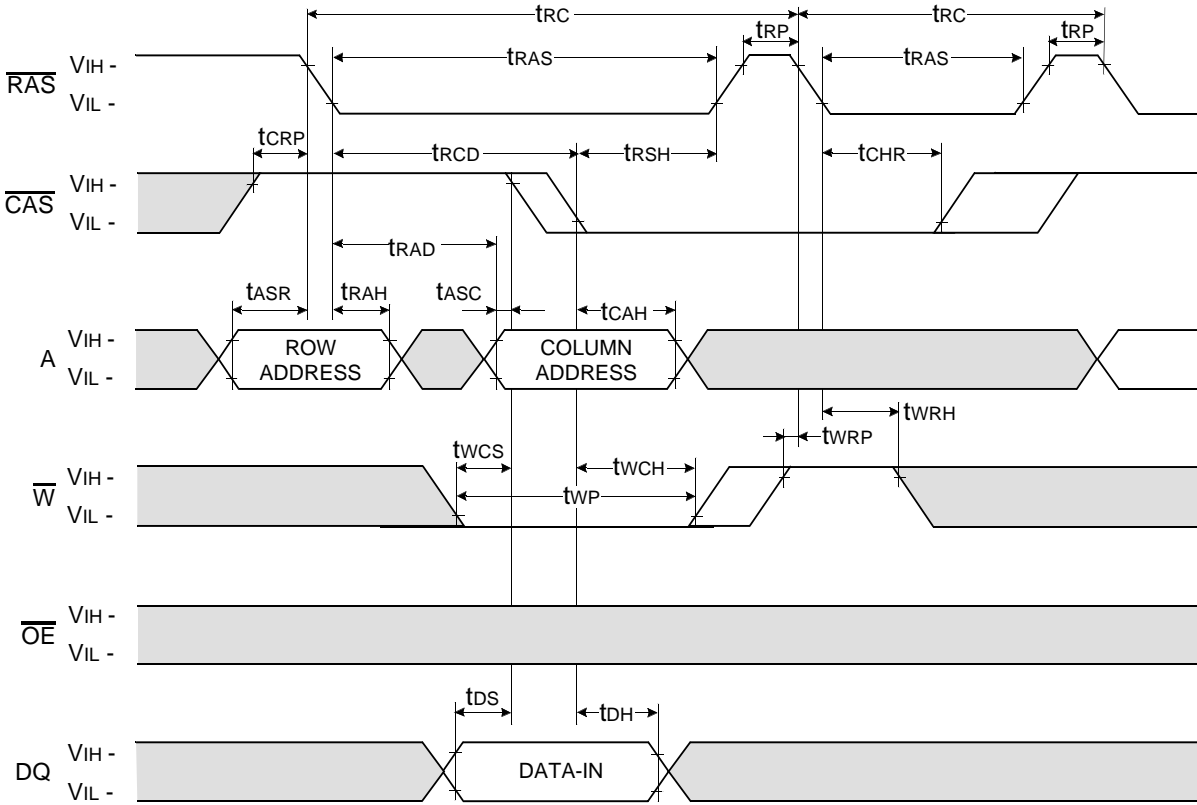 tRC tRC
tRP tRP
tRAS tRAS
RAS VIH -
VIL -
tCRP tRCD tRSH tCHR
CAS VIH -
VIL -
tRAD
tASR tRAH tASC tCAH
A VIH -
VIL -
ROW
ADDRESS
COLUMN
ADDRESS
tWRH
tWRP
tWCS tWCH
tWP
W VIH -
VIL -
OE VIH -
VIL -
tDS tDH
DQ VIH -
VIL -
DATA-IN